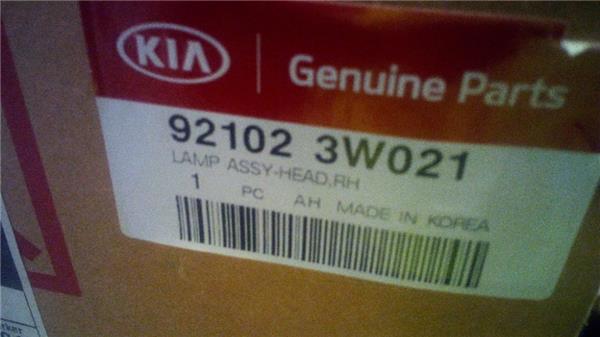 KIA
Genuine Parts
92102 3W021
LAMP ASSY-HEAD,RH
1 PC AH MADE IN KOREA